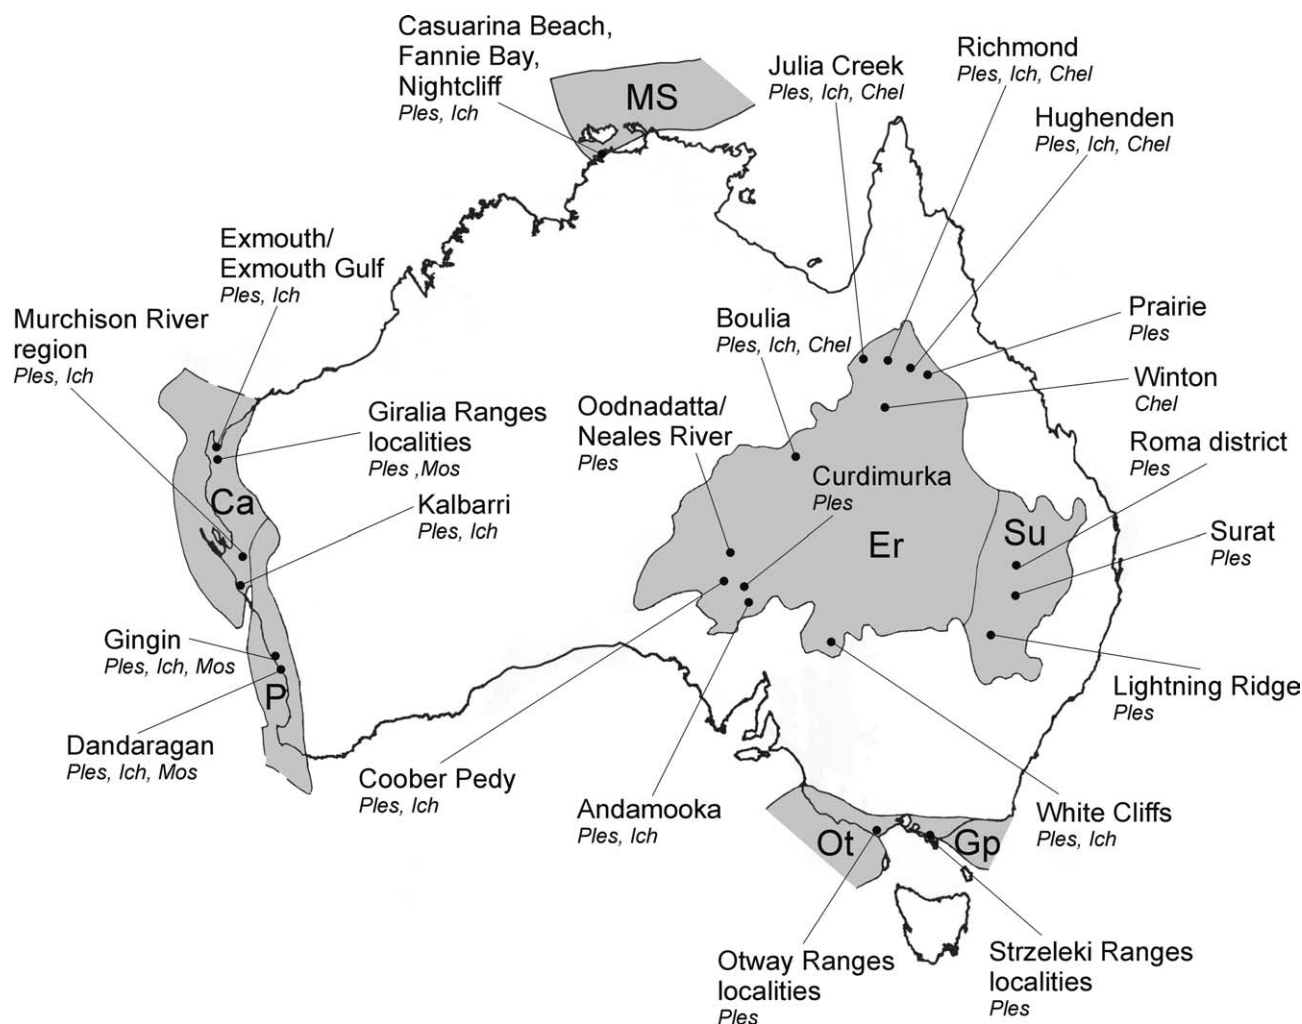 Casuarina Beach,
Fannie Bay,
Nightcliff
Ples, Ich
MS
Julia Creek
Ples, Ich, Chel
Richmond
Ples, Ich, Chel
Hughenden
Ples, Ich, Chel
Exmouth/
Exmouth Gulf
Ples, Ich
Murchison River
region
Ples, Ich
Boulia
Ples, Ich, Chel
Prairie
Ples
Winton
Chel
Giralia Ranges
localities
Ples ,Mos
Oodnadatta/
Neales River
Ples
Roma district
Ples
Curdimurka
Ples
Ca
Kalbarri
Ples, Ich
Er
Su
Surat
Ples
Gingin
Ples, Ich, Mos
P
Lightning Ridge
Ples
Dandaragan
Ples, Ich, Mos
Coober Pedy
Ples, Ich
Andamooka
Ples, Ich
White Cliffs
Ples, Ich
Ot
Gp
Otway Ranges
localities
Ples
Strzeleki Ranges
localities
Ples